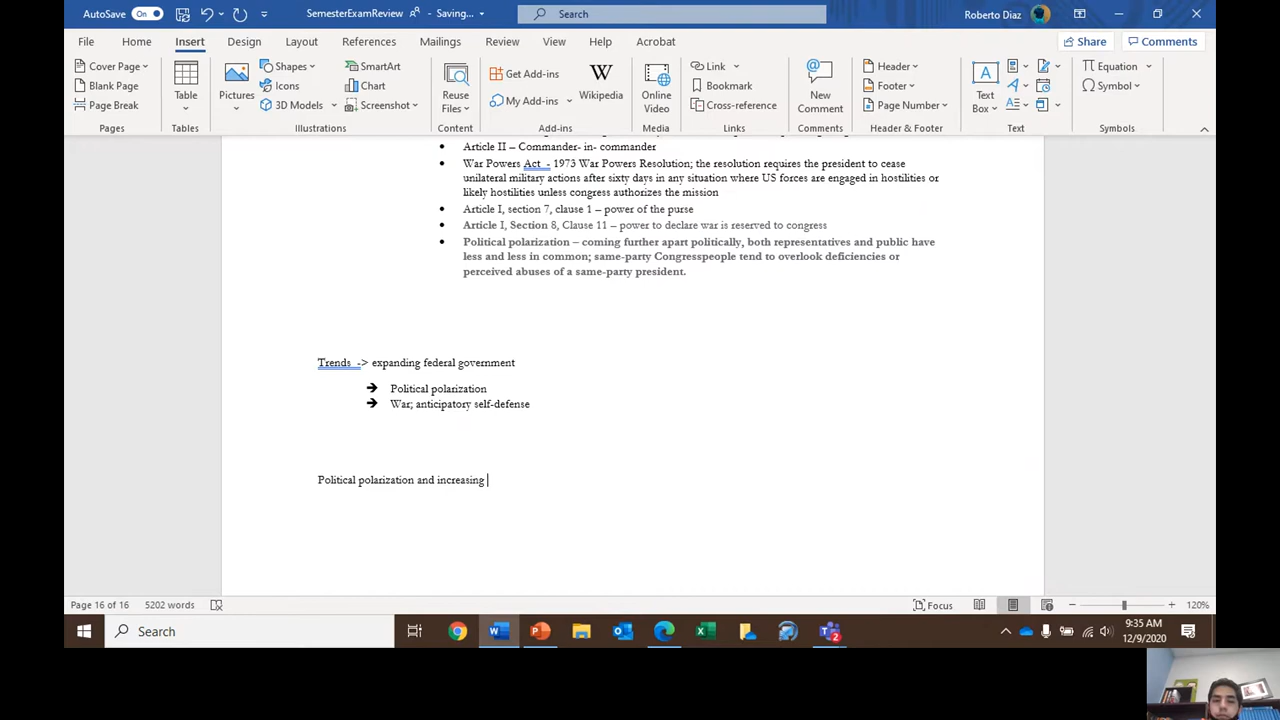 AutoSave On SemesterExamReview Saving... Search Roberto Diaz
File Home Insert Design Layout References Mailings Review View Help Acrobat Share Comments
Cover Page Blank Page Page Break Pages
Table Tables
Pictures Shapes Icons 3D Models SmartArt Chart Screenshot Illustrations
Reuse Files Content
Get Add-ins My Add-ins Wikipedia Add-ins
Online Video Media
Link Bookmark Cross-reference Links
New Comment Comments
Header Footer Page Number Header & Footer
Text Box Text
Equation Symbol Symbols
Article II – Commander- in- commander
War Powers Act - 1973 War Powers Resolution; the resolution requires the president to cease
unilateral military actions after sixty days in any situation where US forces are engaged in hostilities or
likely hostilities unless congress authorizes the mission
Article I, section 7, clause 1 – power of the purse
Article I, Section 8, Clause 11 – power to declare war is reserved to congress
Political polarization – coming further apart politically, both representatives and public have
less and less in common; same-party Congresspeople tend to overlook deficiencies or
perceived abuses of a same-party president.
Trends -> expanding federal government
➔ Political polarization
➔ War; anticipatory self-defense
Political polarization and increasing
Page 16 of 16 5202 words Focus 120%
Search 2 9:35 AM
12/9/2020